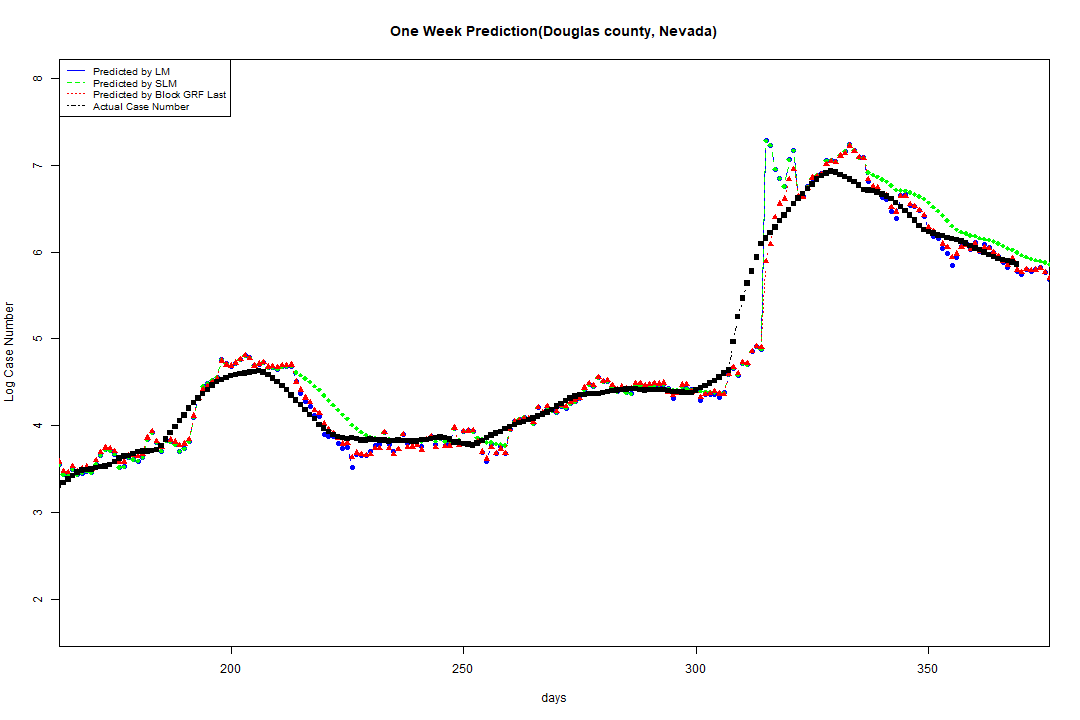 One Week Prediction(Douglas county, Nevada)
Predicted by LM
Predicted by SLM
Predicted by Block GRF Last
Actual Case Number
8
7
6
5
4
3
2
Log Case Number
200 250 300 350
days